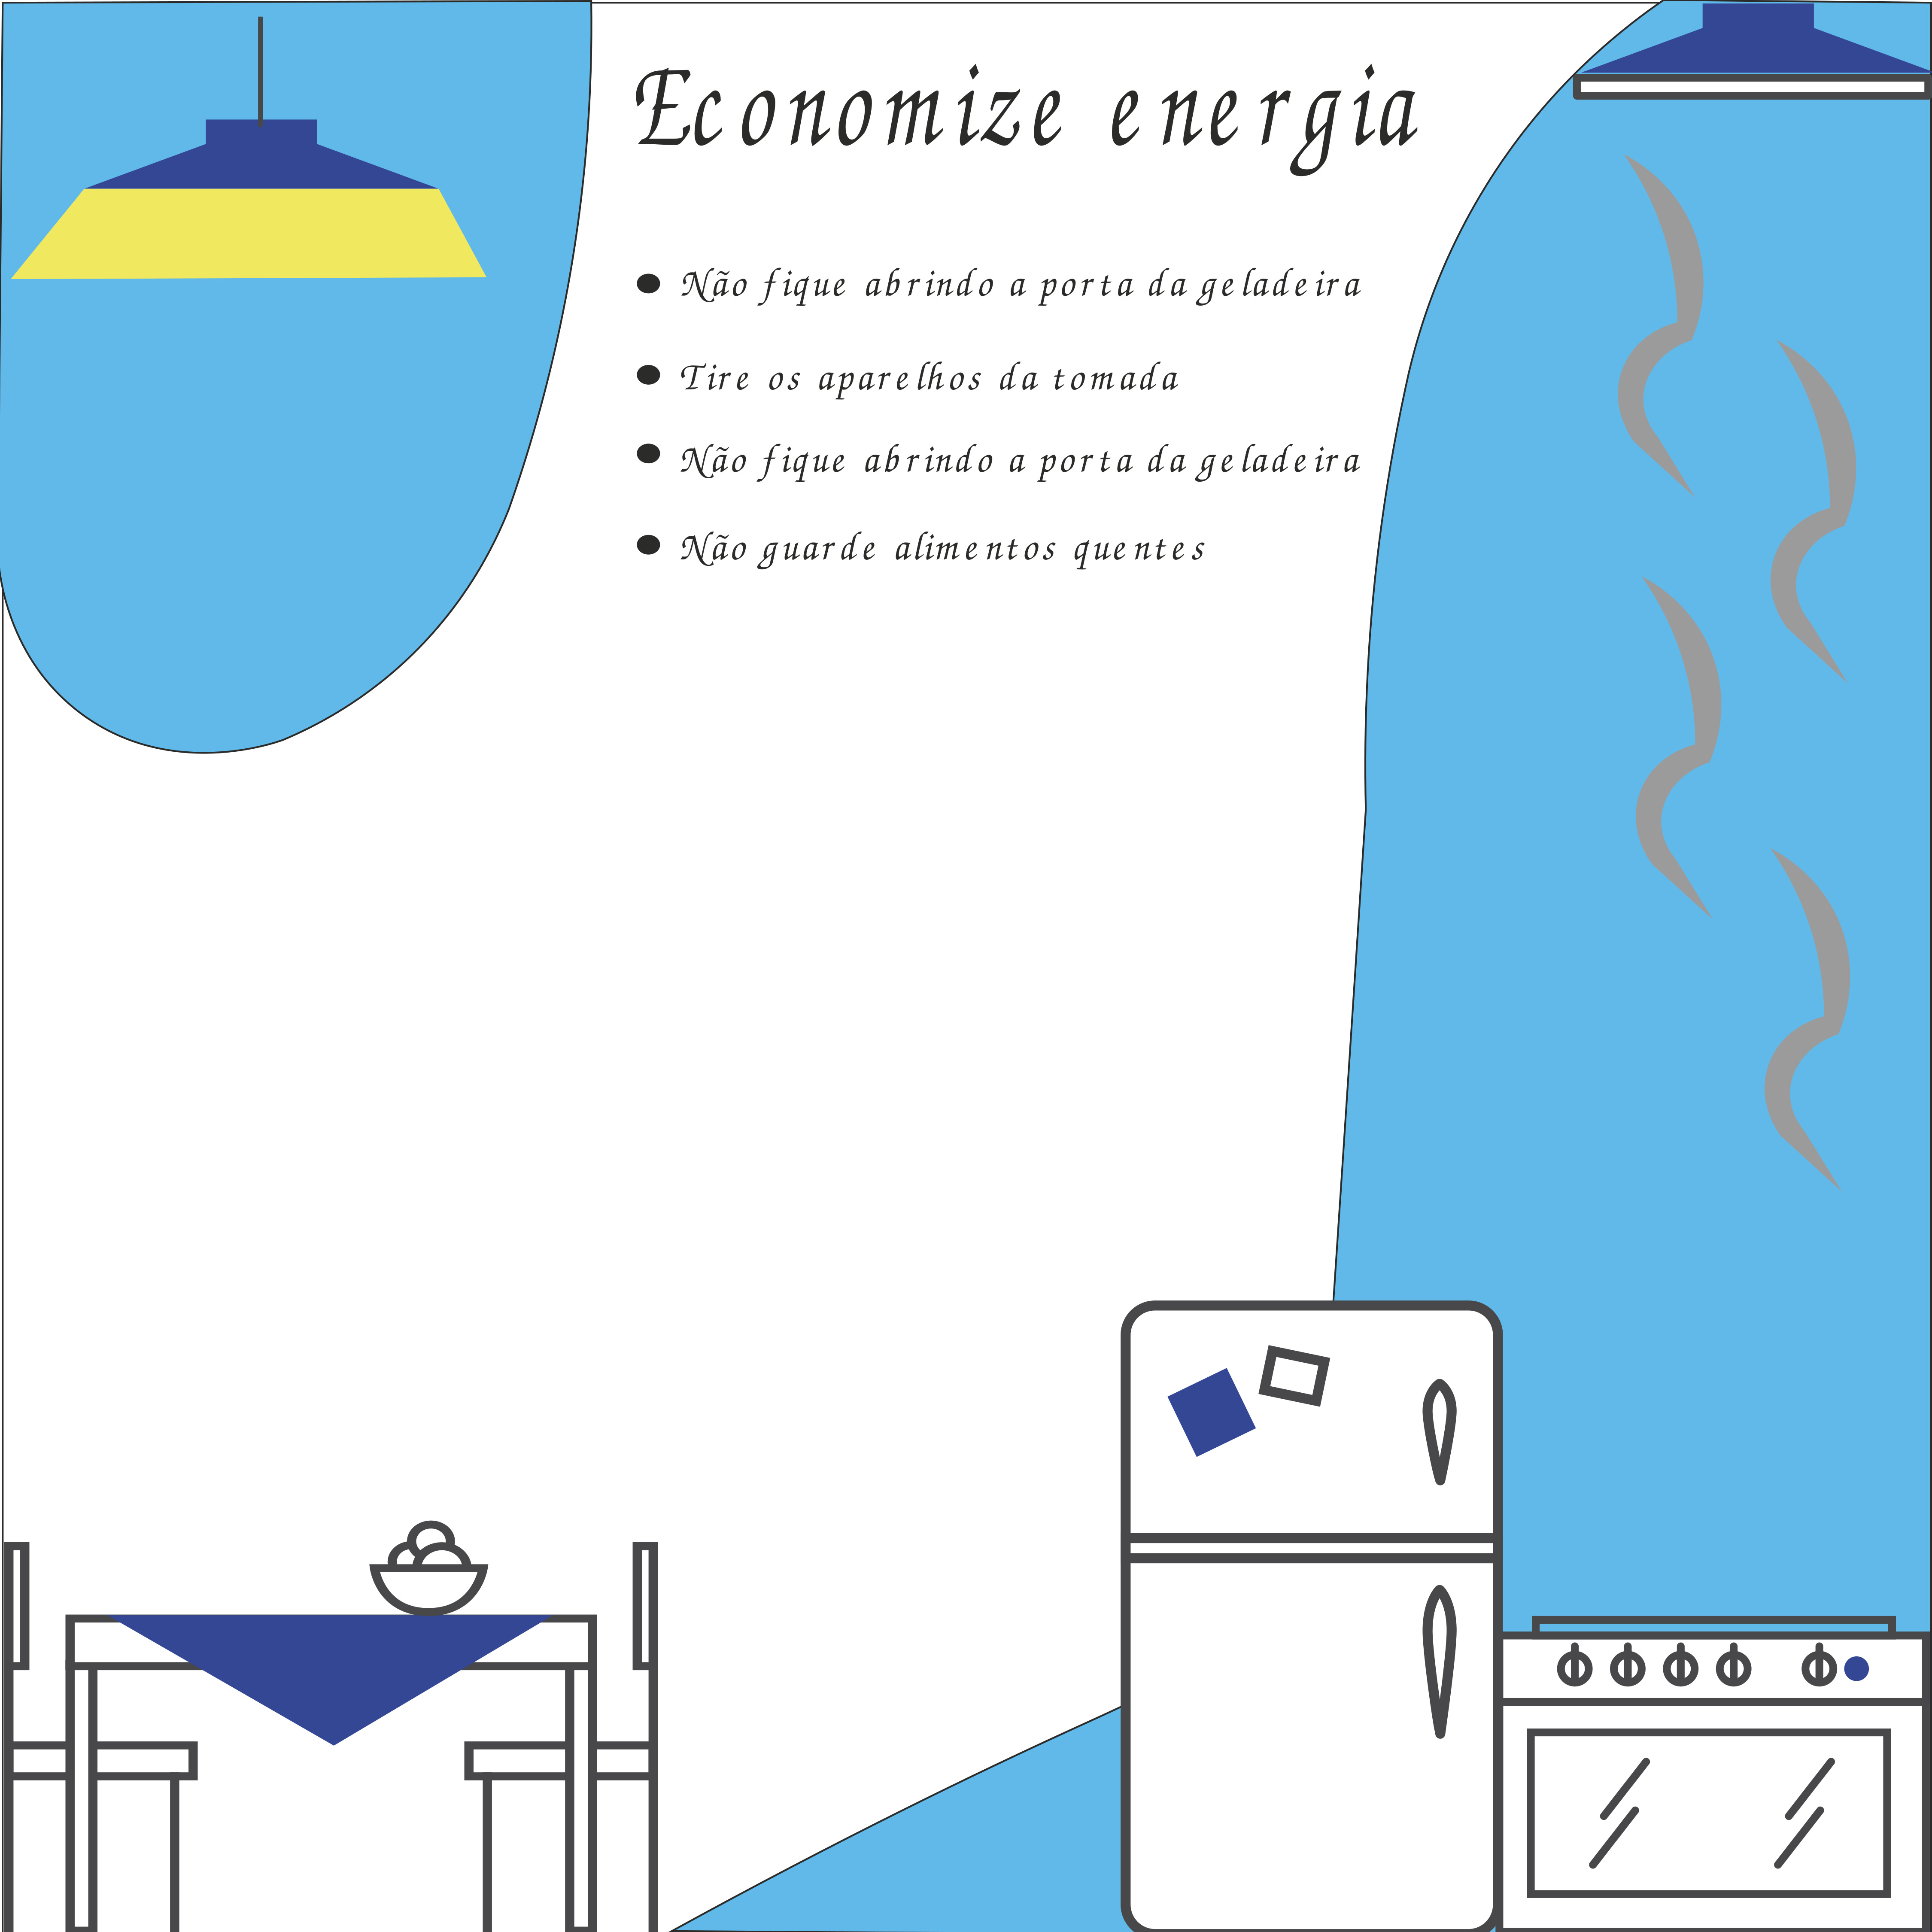 Economize energia
● Não fique abrindo a porta da geladeira
● Tire os aparelhos da tomada
● Não fique abrindo a porta da geladeira
● Não guarde alimentos quentes